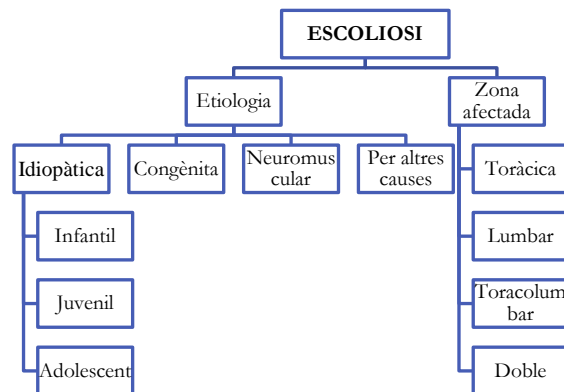 ESCOLIOSI
Etiologia
Zona
afectada
Idiopàtica
Congènita
Neuromus
cular
Per altres
causes
Toràcica
Infantil
Lumbar
Juvenil
Toracolum
bar
Adolescent
Doble